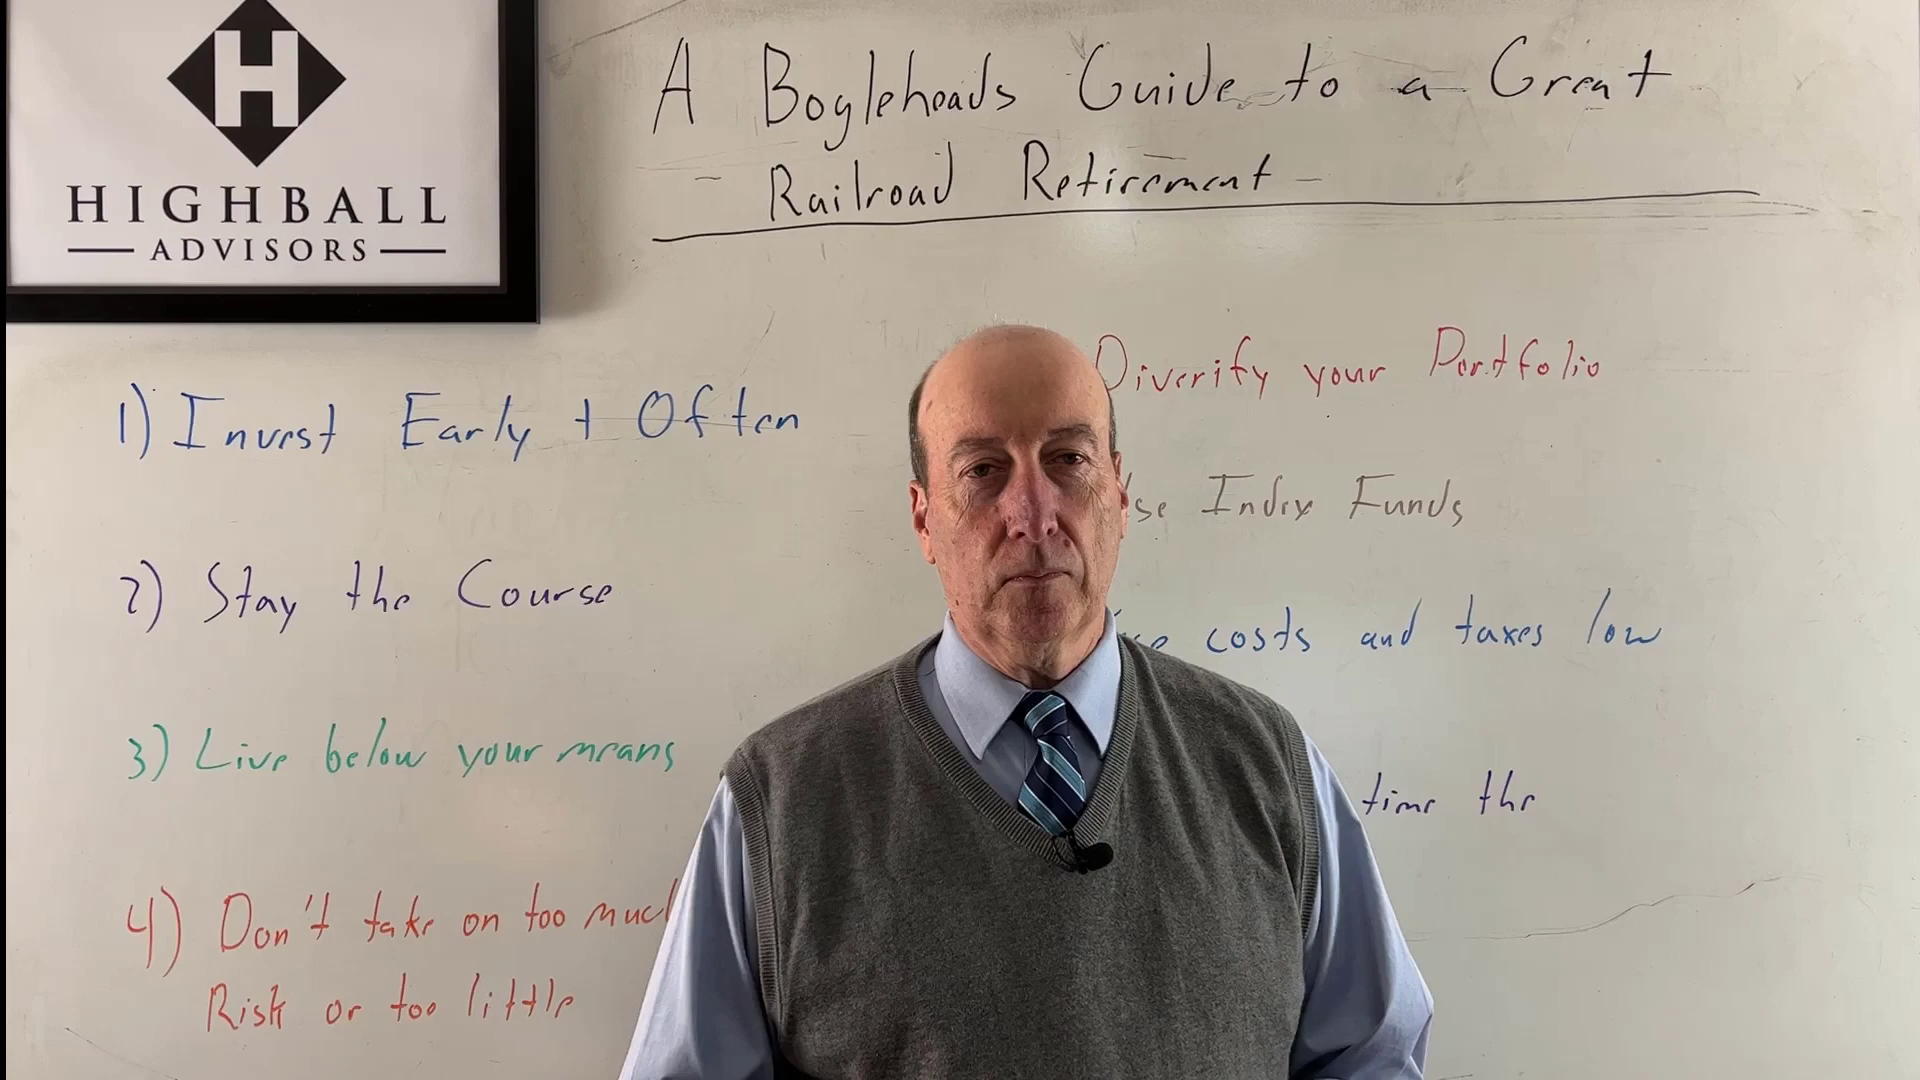 HIGHBALL
ADVISORS
A Bogleheads Guide to a Great
- Railroad Retirement -
1) Invest Early + Often
2) Stay the Course
3) Live below your means
4) Don't take on too much
Risk or too little
Diverify your Portfolio
Index Funds
costs and taxes low
time the